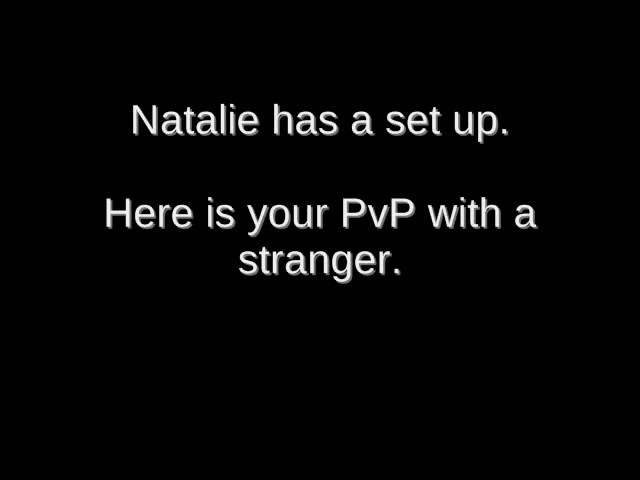 Natalie has a set up.
Here is your PvP with a
stranger.